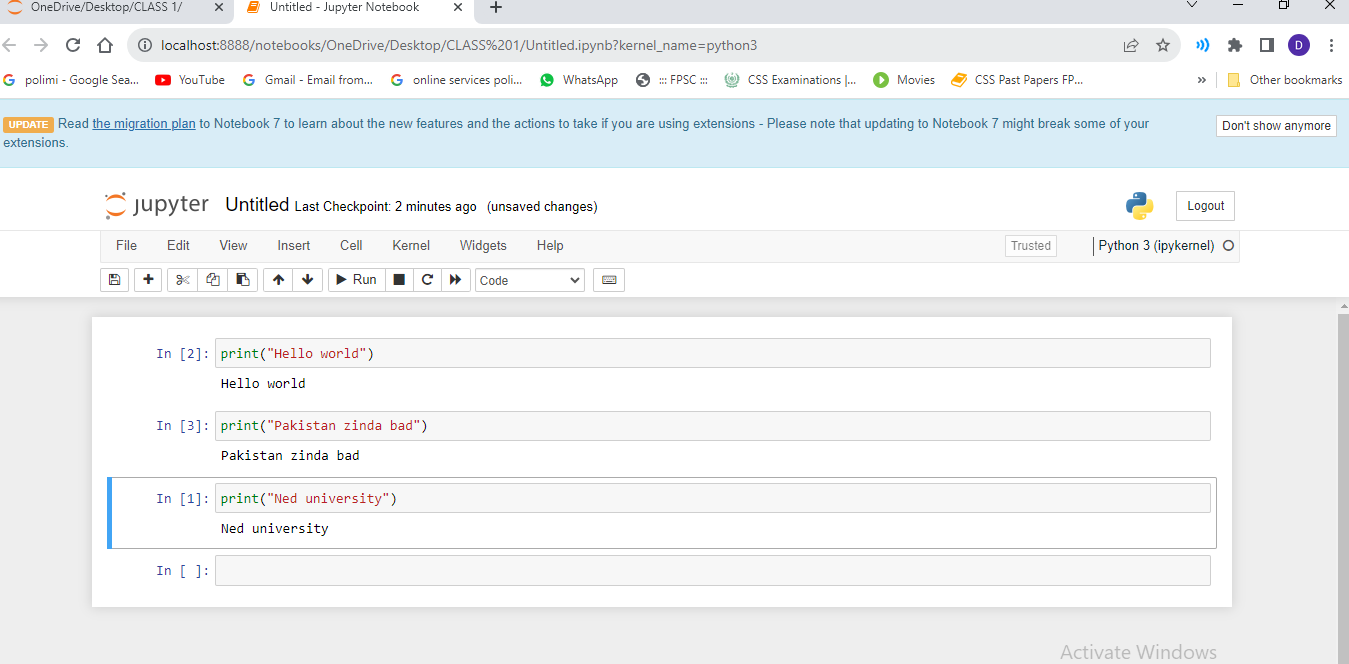 OneDrive/Desktop/CLASS 1/
Untitled - Jupyter Notebook
localhost:8888/notebooks/OneDrive/Desktop/CLASS%201/Untitled.ipynb?kernel_name=python3
D
polimi - Google Sea...
YouTube
Gmail - Email from...
online services poli...
WhatsApp
::: FPSC :::
CSS Examinations |...
Movies
CSS Past Papers FP...
»
Other bookmarks
UPDATE Read the migration plan to Notebook 7 to learn about the new features and the actions to take if you are using extensions - Please note that updating to Notebook 7 might break some of your
extensions.
Don't show anymore
jupyter Untitled Last Checkpoint: 2 minutes ago (unsaved changes)
Logout
File Edit View Insert Cell Kernel Widgets Help
Trusted
Python 3 (ipykernel)
Run
Code
In [2]: print("Hello world")
Hello world
In [3]: print("Pakistan zinda bad")
Pakistan zinda bad
In [1]: print("Ned university")
Ned university
In [ ]:
Activate Windows